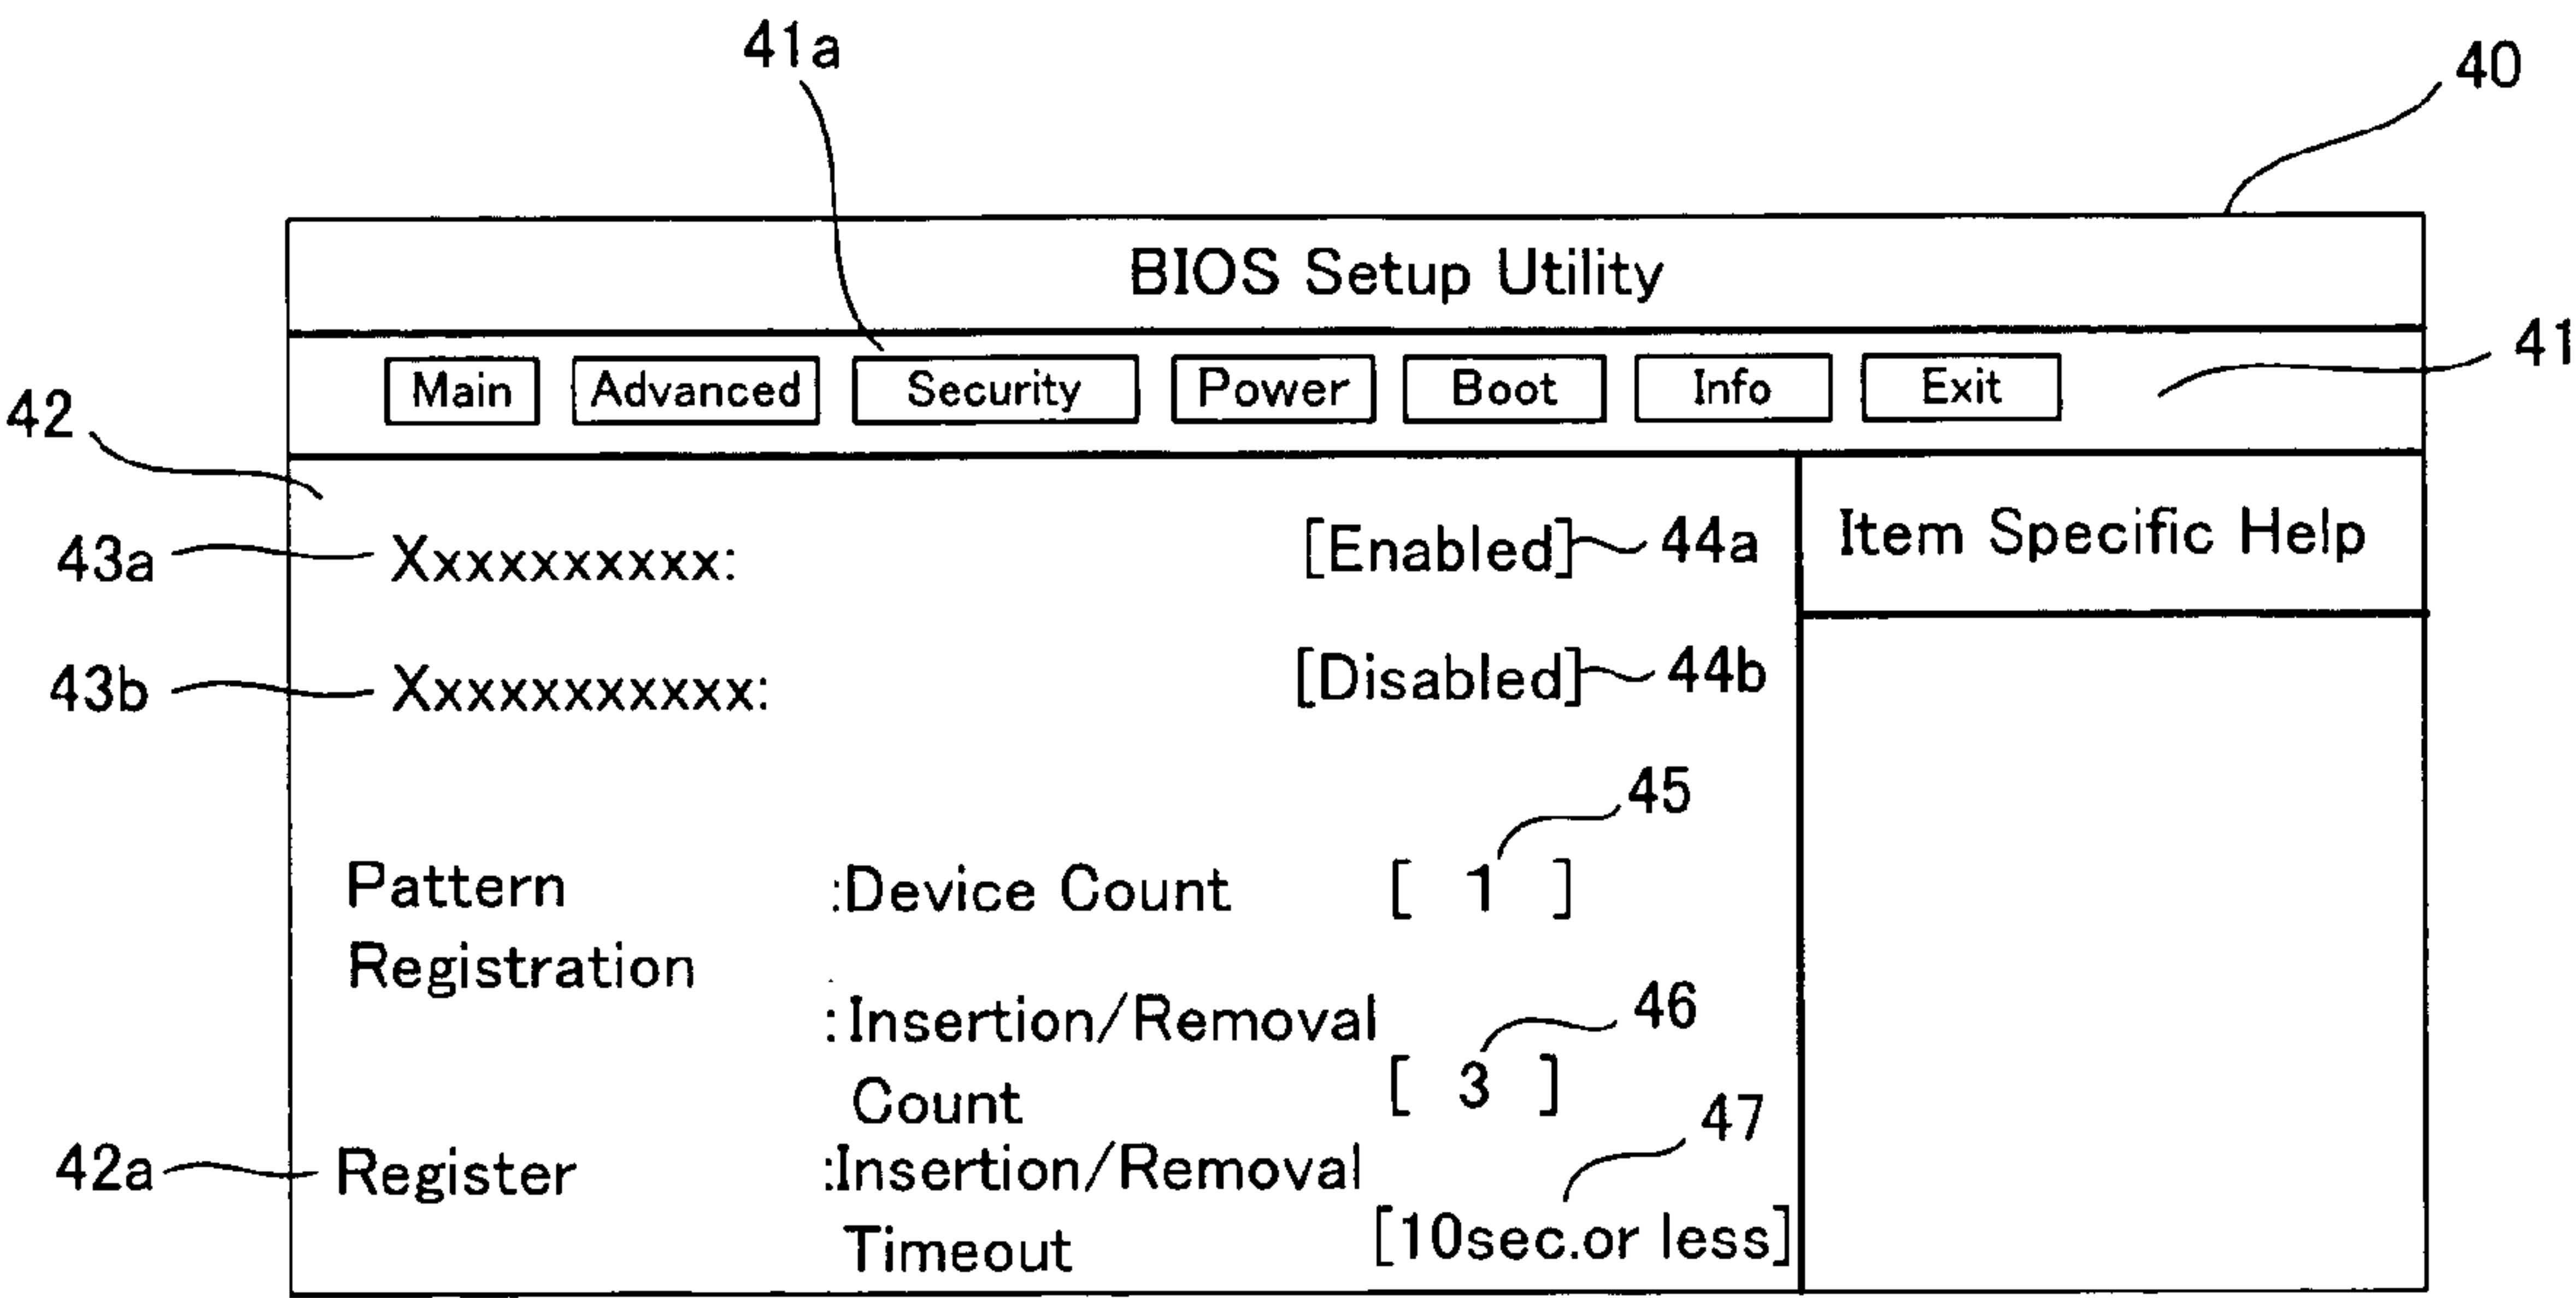 41a
40
BIOS Setup Utility
41
Main Advanced Security Power Boot Info Exit
42
43a Xxxxxxxxxx: [Enabled] 44a Item Specific Help
43b Xxxxxxxxxxx: [Disabled] 44b
45
Pattern :Device Count [ 1 ]
Registration
46
:Insertion/Removal
Count [ 3 ]
47
42a Register :Insertion/Removal
Timeout [10sec.or less]